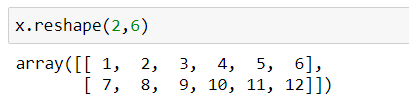 x.reshape(2,6)
array([[ 1,  2,  3,  4,  5,  6],
       [ 7,  8,  9, 10, 11, 12]])